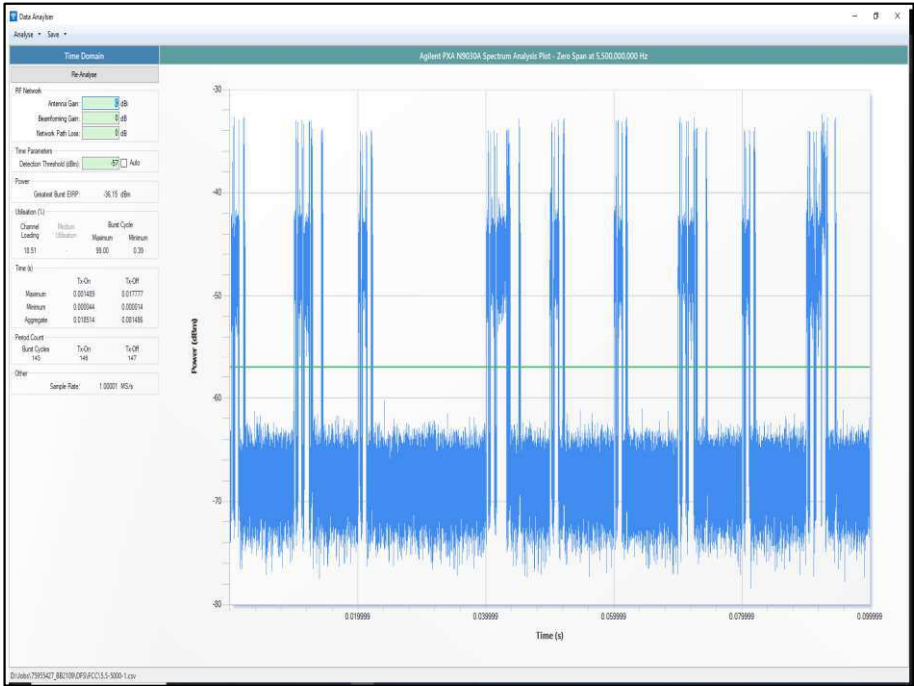 Data Anaylser
Analyse Save
Time Domain
Agilent PXA N9030A Spectrum Analysis Plot - Zero Span at 5,500,000,000 Hz
Re-Analyse
RF Network
Antenna Gain: dBi
Beamforming Gain: 0 dB
Network Path Loss: 0 dB
Time Parameters
Detection Threshold (dBm): -57 Auto
Power
Greatest Burst EIRP: -36.15 dBm
Utilisation (%)
Channel Loading Medium Utilisation Burst Cycle
Maximum Minimum
18.51 - 99.00 0.39
Time (s)
Tx-On Tx-Off
Maximum 0.001489 0.017777
Minimum 0.000044 0.000014
Aggregate 0.018514 0.081486
Period Count
Burst Cycles Tx-On Tx-Off
145 146 147
Other
Sample Rate: 1.00001 MS/s
-30
-40
-50
-60
-70
-80
Power (dBm)
0.019999 0.039999 0.059999 0.079999 0.099999
Time (s)